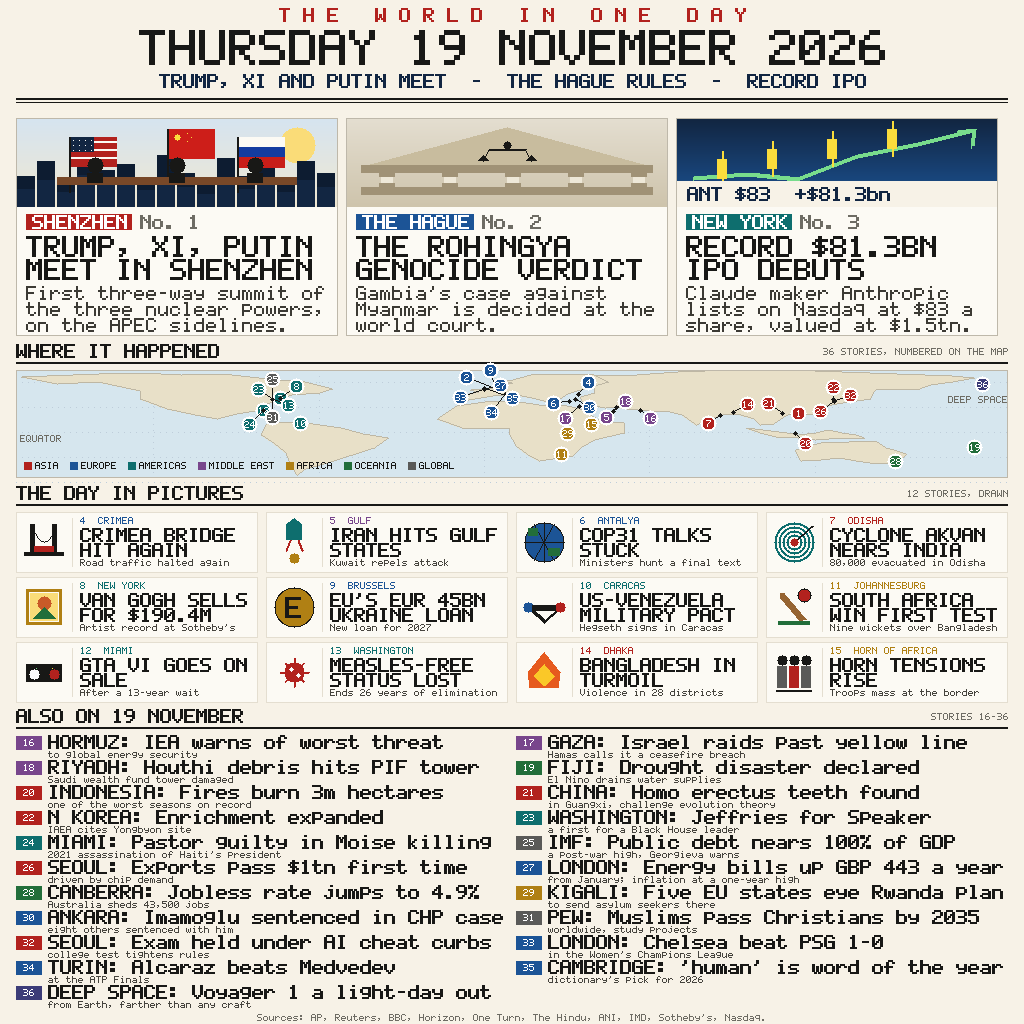 THE WORLD IN ONE DAY
THURSDAY 19 NOVEMBER 2026
TRUMP, XI AND PUTIN MEET - THE HAGUE RULES - RECORD IPO
ANT $83 +$81.3bn
SHENZHEN No. 1
TRUMP, XI, PUTIN
MEET IN SHENZHEN
First three-way summit of
the three nuclear powers,
on the APEC sidelines.
THE HAGUE No. 2
THE ROHINGYA
GENOCIDE VERDICT
Gambia's case against
Myanmar is decided at the
world court.
NEW YORK No. 3
RECORD $81.3BN
IPO DEBUTS
Claude maker Anthropic
lists on Nasdaq at $83 a
share, valued at $1.5tn.
WHERE IT HAPPENED
36 STORIES, NUMBERED ON THE MAP
DEEP SPACE
EQUATOR
ASIA EUROPE AMERICAS MIDDLE EAST AFRICA OCEANIA GLOBAL
THE DAY IN PICTURES
12 STORIES, DRAWN
4 CRIMEA
CRIMEA BRIDGE
HIT AGAIN
Road traffic halted again
5 GULF
IRAN HITS GULF
STATES
Kuwait repels attack
6 ANTALYA
COP31 TALKS
STUCK
Ministers hunt a final text
7 ODISHA
CYCLONE AKVAN
NEARS INDIA
80,000 evacuated in Odisha
8 NEW YORK
VAN GOGH SELLS
FOR $190.4M
Artist record at Sotheby's
E
9 BRUSSELS
EU'S EUR 45BN
UKRAINE LOAN
New loan for 2027
10 CARACAS
US-VENEZUELA
MILITARY PACT
Hegseth signs in Caracas
11 JOHANNESBURG
SOUTH AFRICA
WIN FIRST TEST
Nine wickets over Bangladesh
12 MIAMI
GTA VI GOES ON
SALE
After a 13-year wait
13 WASHINGTON
MEASLES-FREE
STATUS LOST
Ends 26 years of elimination
14 DHAKA
BANGLADESH IN
TURMOIL
Violence in 28 districts
15 HORN OF AFRICA
HORN TENSIONS
RISE
Troops mass at the border
ALSO ON 19 NOVEMBER
STORIES 16-36
16 HORMUZ: IEA warns of worst threat
to global energy security
17 GAZA: Israel raids past yellow line
Hamas calls it a ceasefire breach
18 RIYADH: Houthi debris hits PIF tower
Saudi wealth fund tower damaged
19 FIJI: Drought disaster declared
El Nino drains water supplies
20 INDONESIA: Fires burn 3m hectares
one of the worst seasons on record
21 CHINA: Homo erectus teeth found
in Guangxi, challenge evolution theory
22 N KOREA: Enrichment expanded
IAEA cites Yongbyon site
23 WASHINGTON: Jeffries for Speaker
a first for a Black House leader
24 MIAMI: Pastor guilty in Moise killing
2021 assassination of Haiti's President
25 IMF: Public debt nears 100% of GDP
a post-war high, Georgieva warns
26 SEOUL: Exports pass $1tn first time
driven by chip demand
27 LONDON: Energy bills up GBP 443 a year
from January; inflation at a one-year high
28 CANBERRA: Jobless rate jumps to 4.9%
Australia sheds 43,500 jobs
29 KIGALI: Five EU states eye Rwanda plan
to send asylum seekers there
30 ANKARA: Imamoglu sentenced in CHP case
eight others sentenced with him
31 PEW: Muslims pass Christians by 2035
worldwide, study projects
32 SEOUL: Exam held under AI cheat curbs
college test tightens rules
33 LONDON: Chelsea beat PSG 1-0
in the Women's Champions League
34 TURIN: Alcaraz beats Medvedev
at the ATP Finals
35 CAMBRIDGE: 'human' is word of the year
dictionary's pick for 2026
36 DEEP SPACE: Voyager 1 a light-day out
from Earth, farther than any craft
Sources: AP, Reuters, BBC, Horizon, One Turn, The Hindu, ANI, IMD, Sotheby's, Nasdaq.